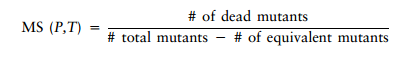 MS (P,T) = # of dead mutants
# total mutants − # of equivalent mutants